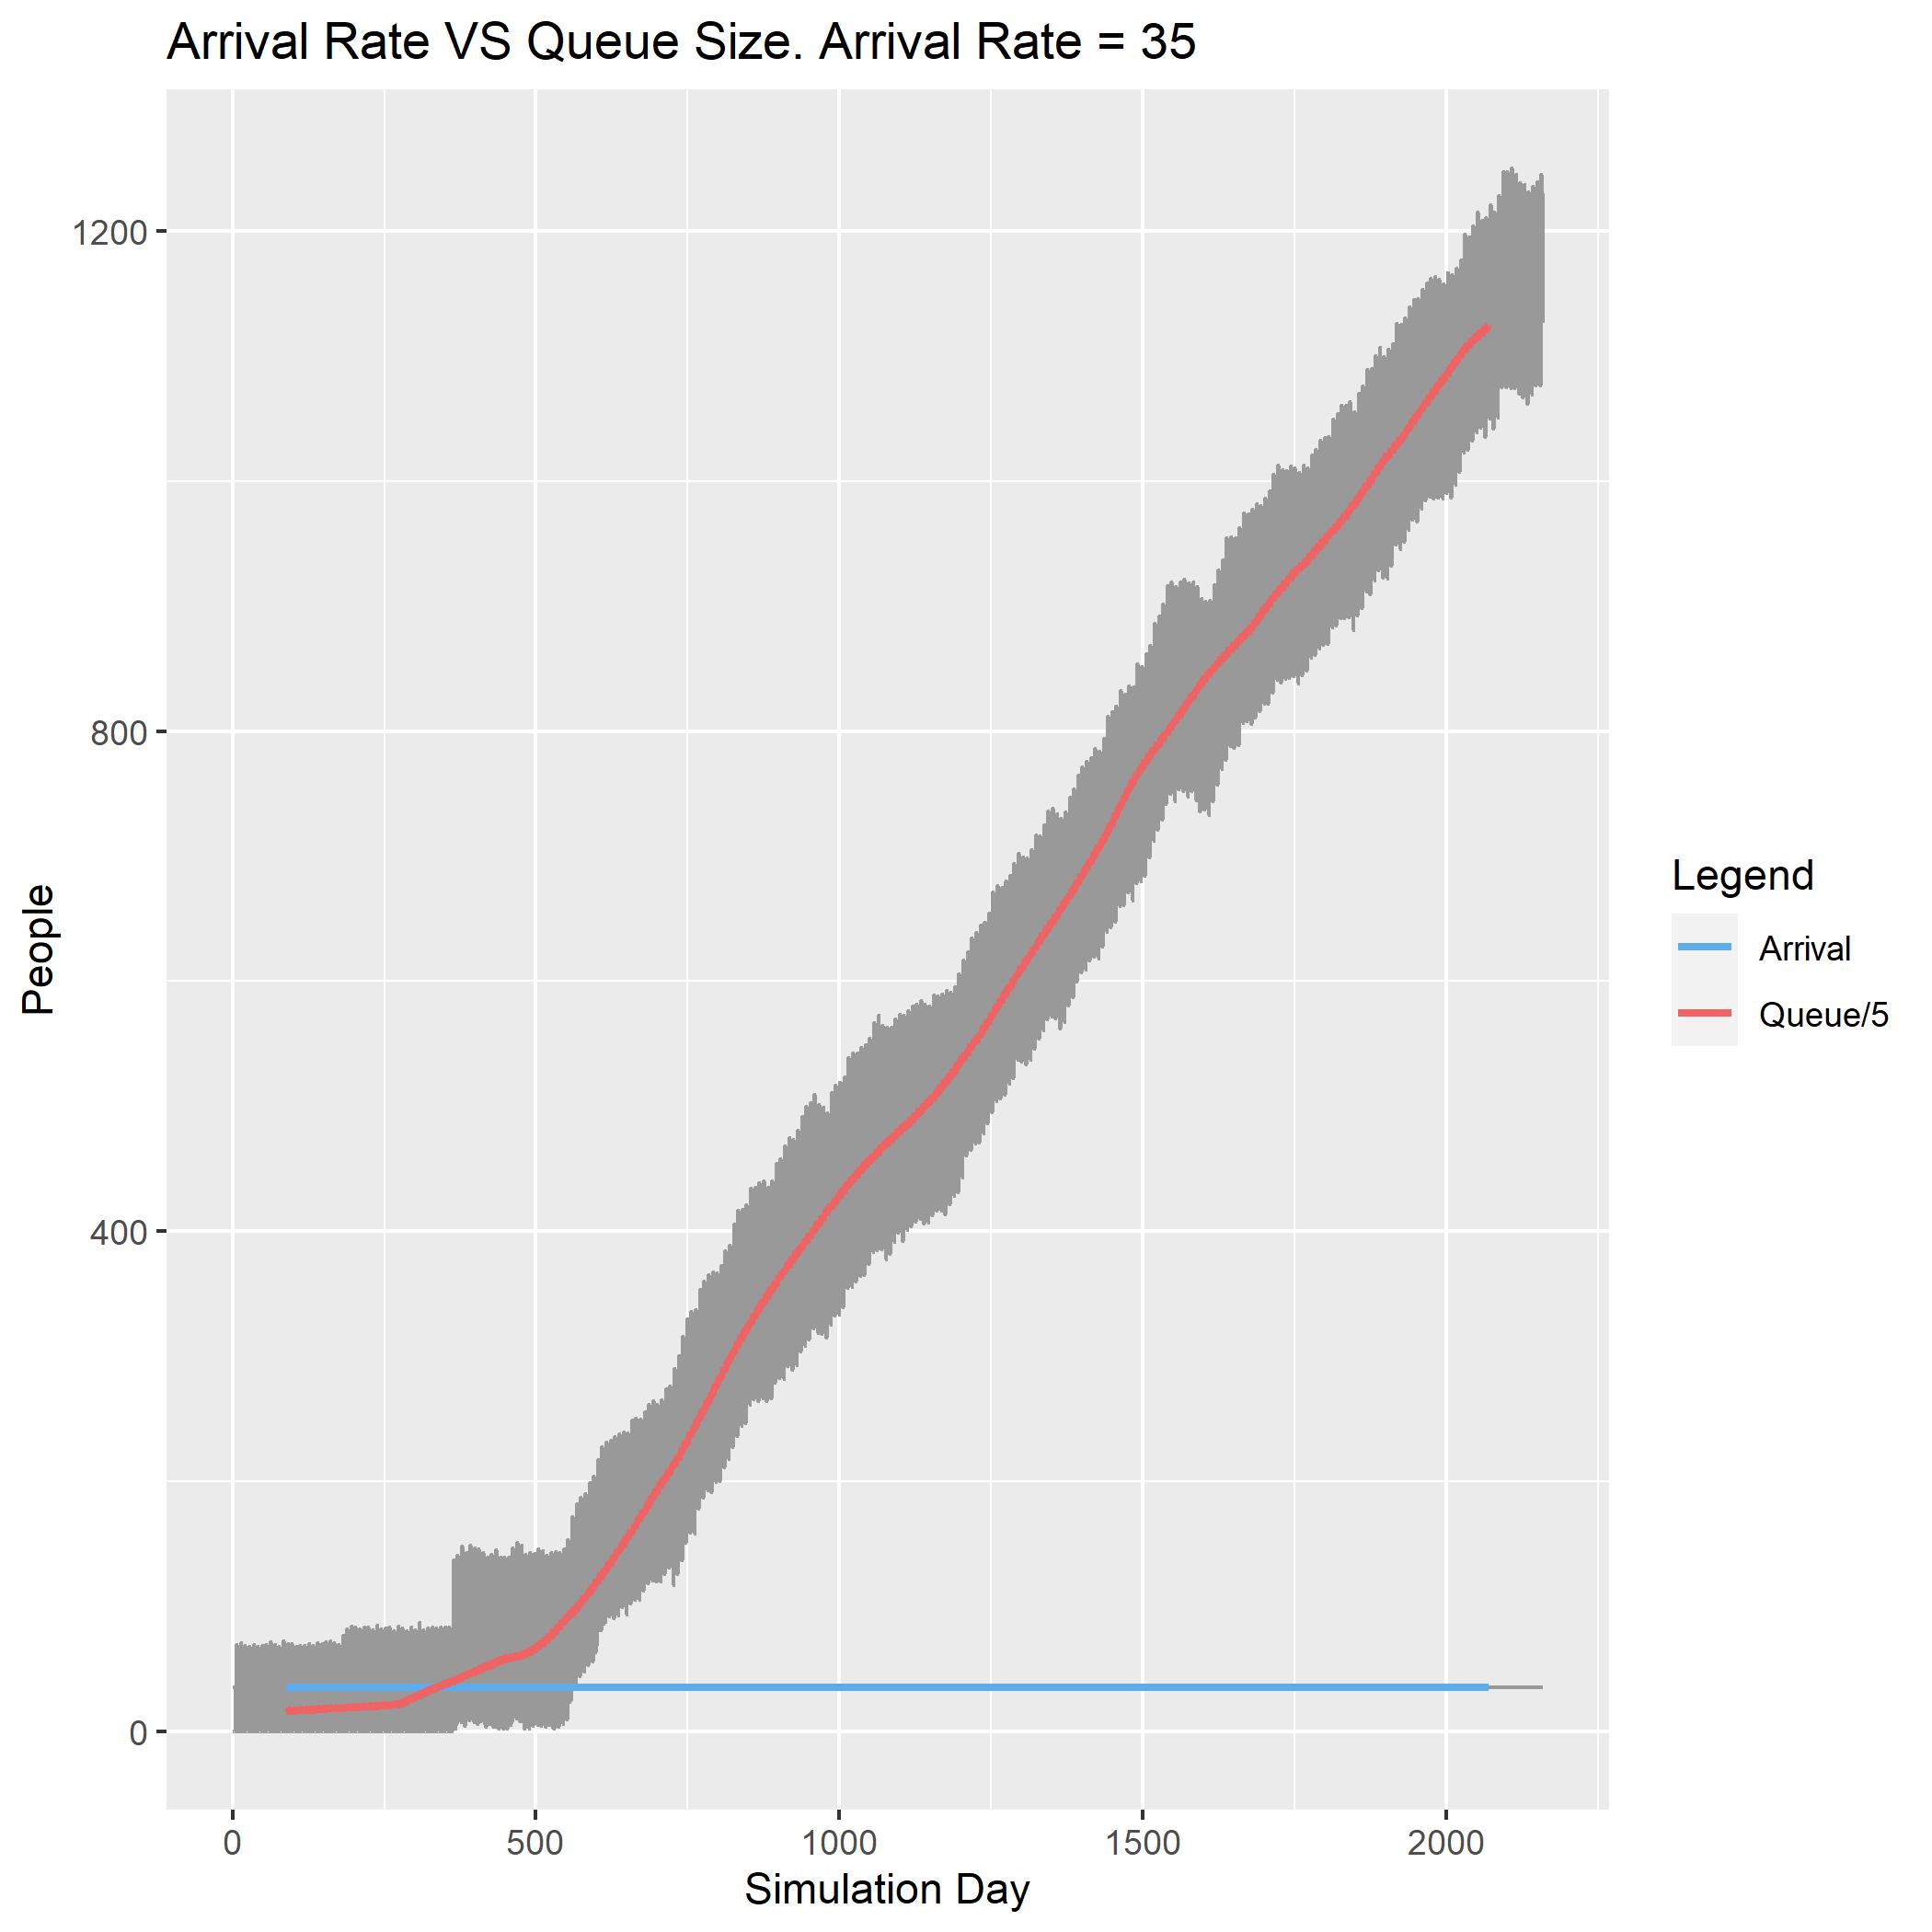 Arrival Rate VS Queue Size. Arrival Rate = 35
1200
800
400
0
People
0 500 1000 1500 2000
Simulation Day
Legend
Arrival
Queue/5